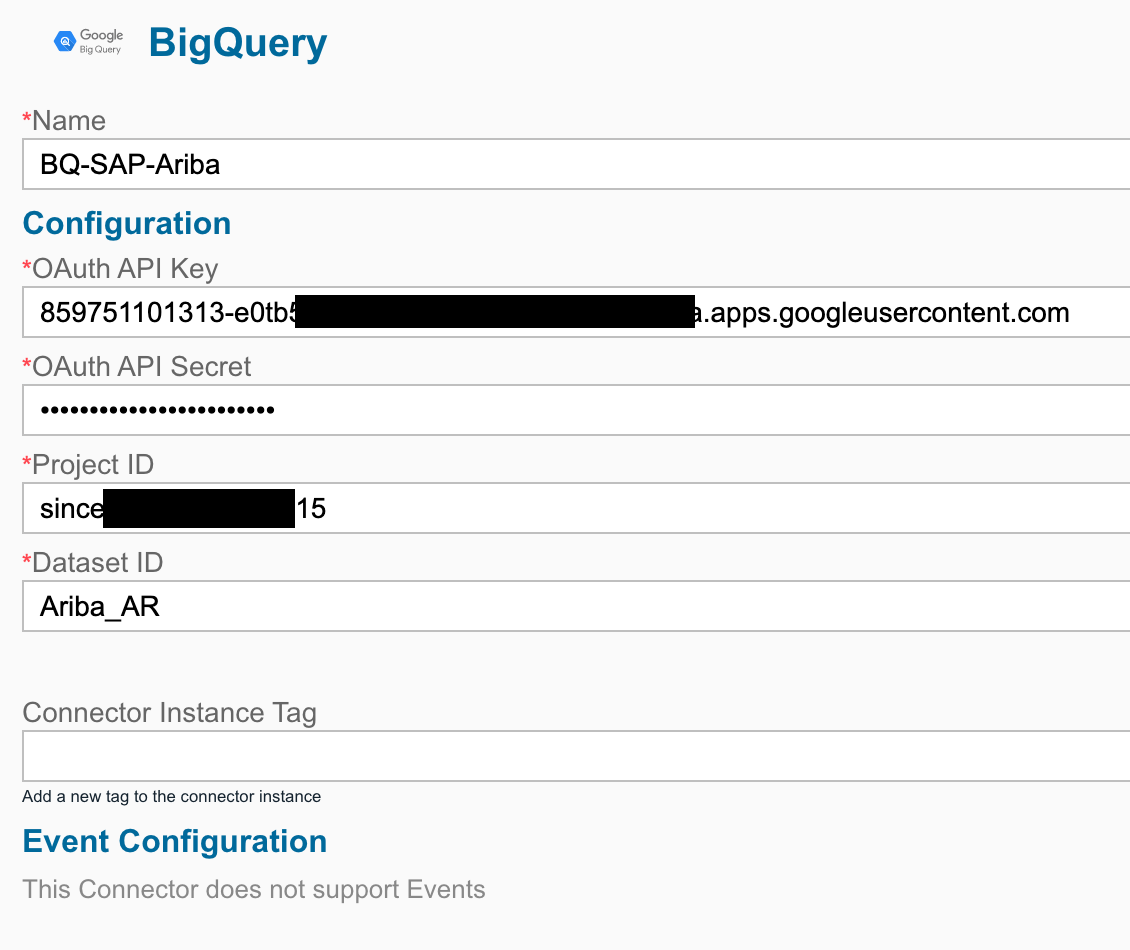 Google
Big Query
BigQuery
*Name
BQ-SAP-Ariba
Configuration
*OAuth API Key
859751101313-e0tb5 a.apps.googleusercontent.com
*OAuth API Secret
••••••••••••••••••••••••
*Project ID
since 15
*Dataset ID
Ariba_AR
Connector Instance Tag
Add a new tag to the connector instance
Event Configuration
This Connector does not support Events